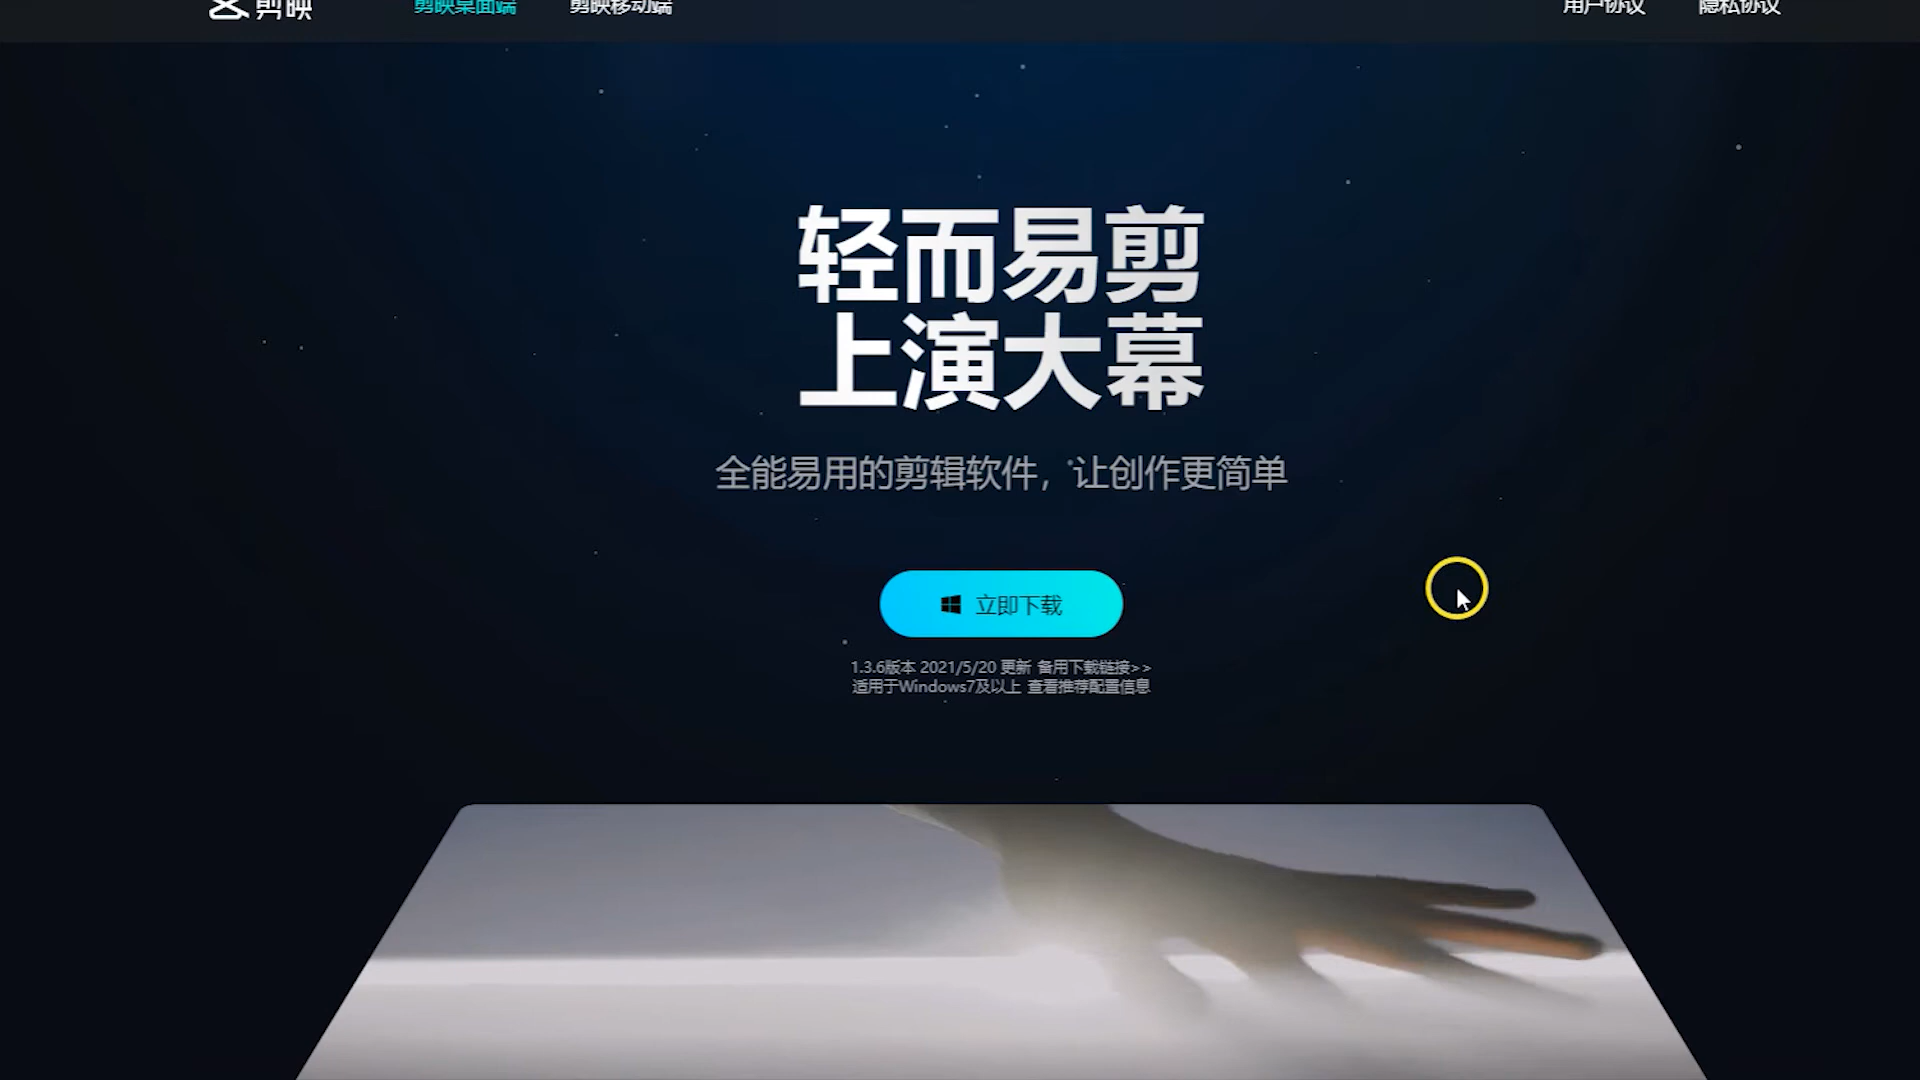 剪映 剪映桌面端 剪映移动端 用户协议 隐私协议
轻而易剪
上演大幕
全能易用的剪辑软件，让创作更简单
立即下载
1.3.6版本 2021/5/20 更新 备用下载链接>>
适用于Windows7及以上 查看推荐配置信息